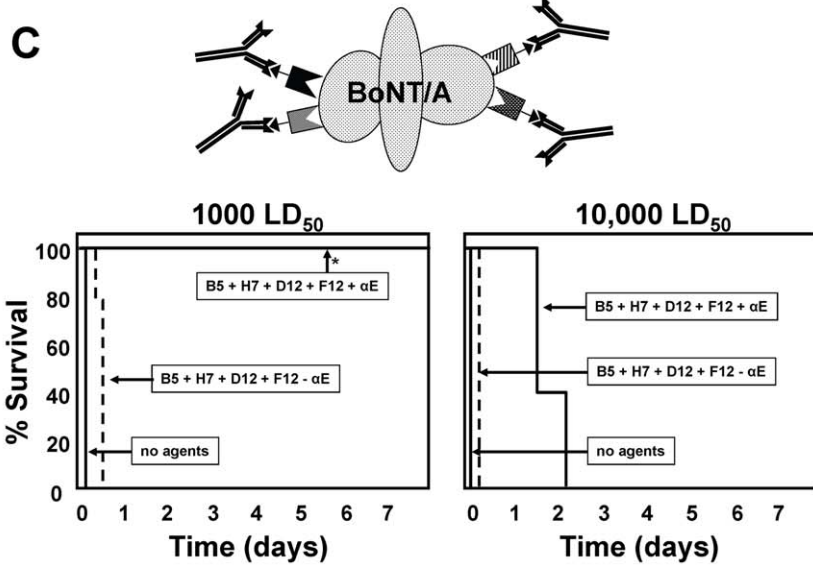 C
BoNT/A
1000 LD50
100
80
60
40
20
0
% Survival
*
B5 + H7 + D12 + F12 + αE
B5 + H7 + D12 + F12 - αE
no agents
0 1 2 3 4 5 6 7
Time (days)
10,000 LD50
B5 + H7 + D12 + F12 + αE
B5 + H7 + D12 + F12 - αE
no agents
0 1 2 3 4 5 6 7
Time (days)